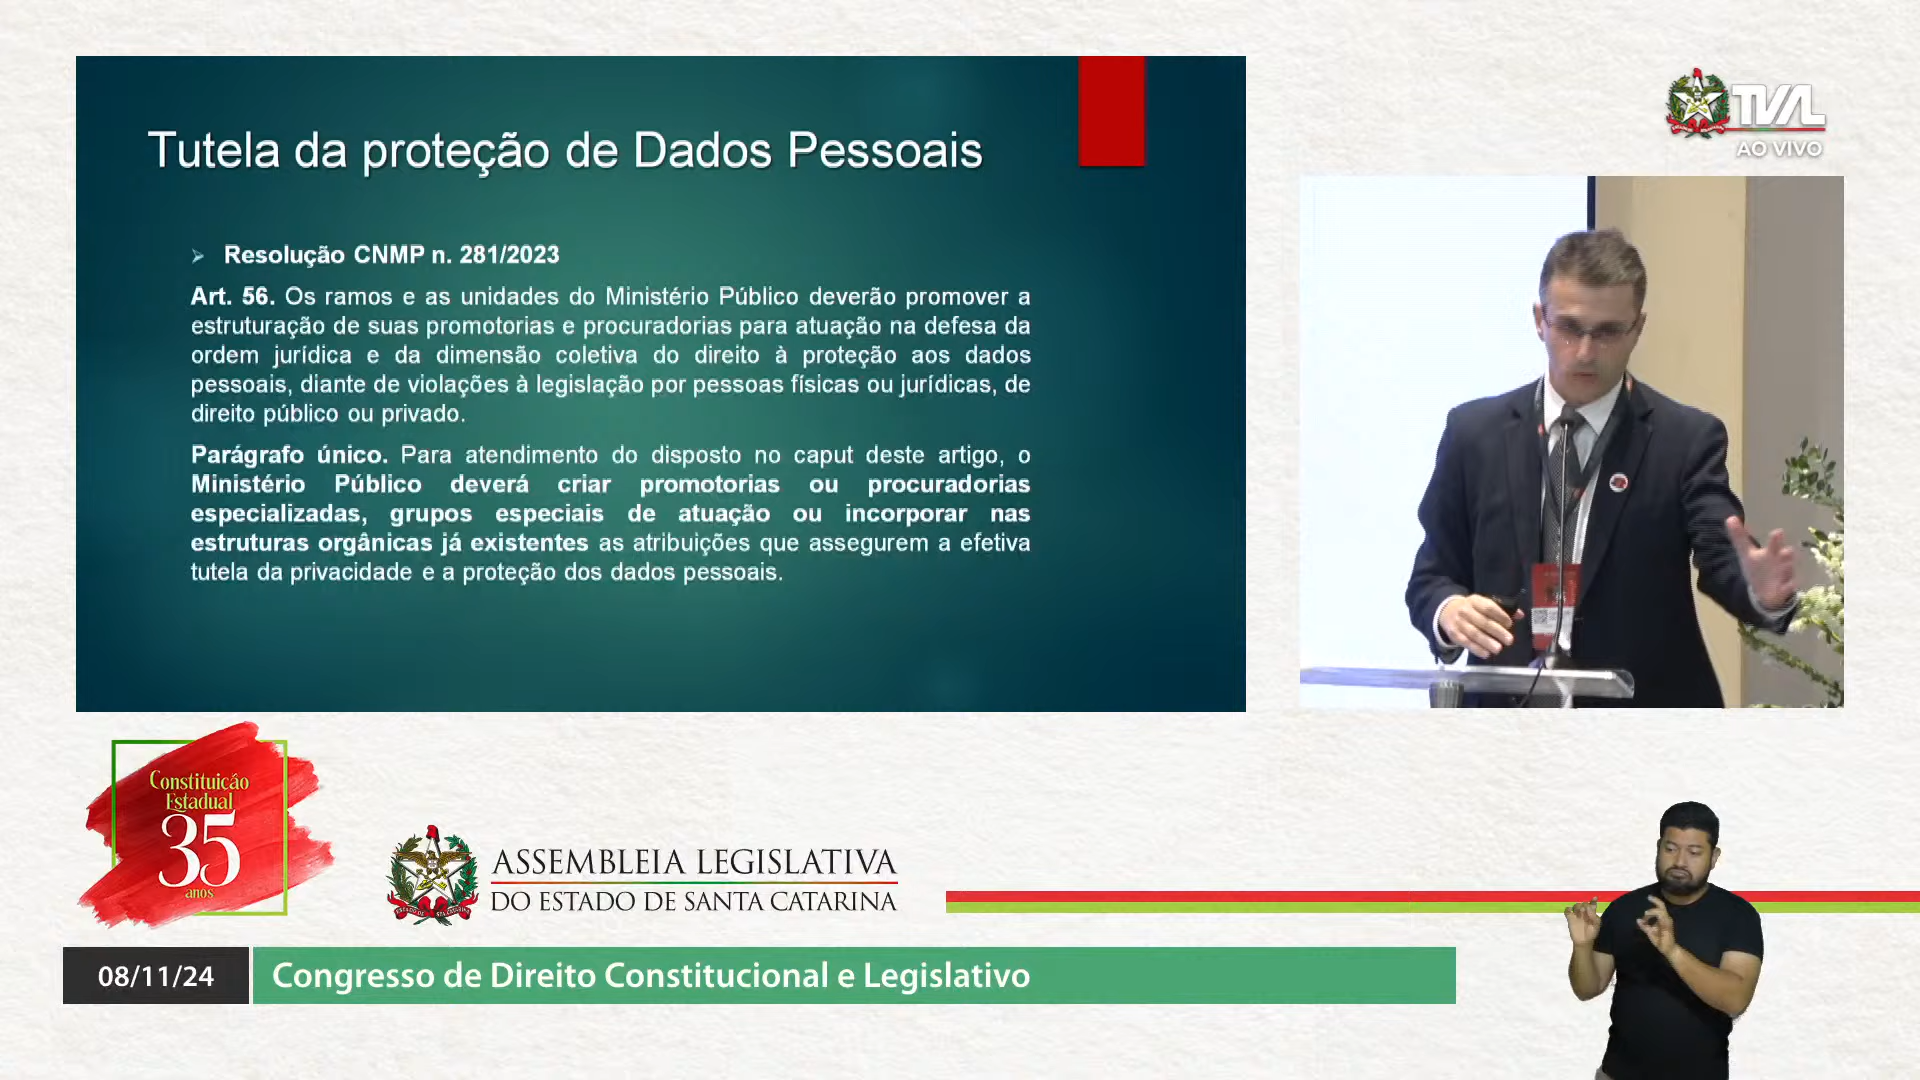 Tutela da proteção de Dados Pessoais
Resolução CNMP n. 281/2023
Art. 56. Os ramos e as unidades do Ministério Público deverão promover a
estruturação de suas promotorias e procuradorias para atuação na defesa da
ordem jurídica e da dimensão coletiva do direito à proteção aos dados
pessoais, diante de violações à legislação por pessoas físicas ou jurídicas, de
direito público ou privado.
Parágrafo único. Para atendimento do disposto no caput deste artigo, o
Ministério Público deverá criar promotorias ou procuradorias
especializadas, grupos especiais de atuação ou incorporar nas
estruturas orgânicas já existentes as atribuições que assegurem a efetiva
tutela da privacidade e a proteção dos dados pessoais.
TVAL
AO VIVO
Constituição
Estadual
35
anos
ASSEMBLEIA LEGISLATIVA
DO ESTADO DE SANTA CATARINA
08/11/24
Congresso de Direito Constitucional e Legislativo